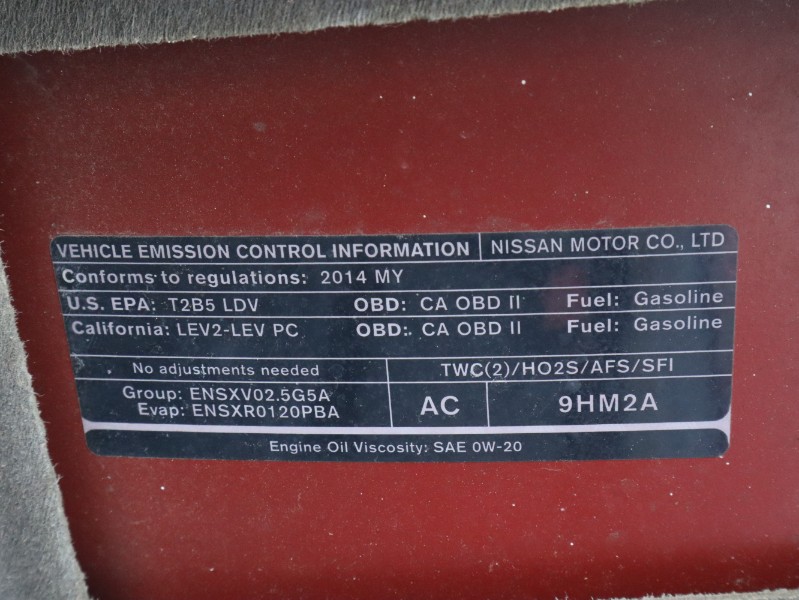 VEHICLE EMISSION CONTROL INFORMATION NISSAN MOTOR CO., LTD
Conforms to regulations: 2014 MY
U.S. EPA: T2B5 LDV OBD: CA OBD II Fuel: Gasoline
California: LEV2-LEV PC OBD: CA OBD II Fuel: Gasoline
No adjustments needed TWC(2)/HO2S/AFS/SFI
Group: ENSXV02.5G5A
Evap: ENSXR0120PBA
AC 9HM2A
Engine Oil Viscosity: SAE 0W-20